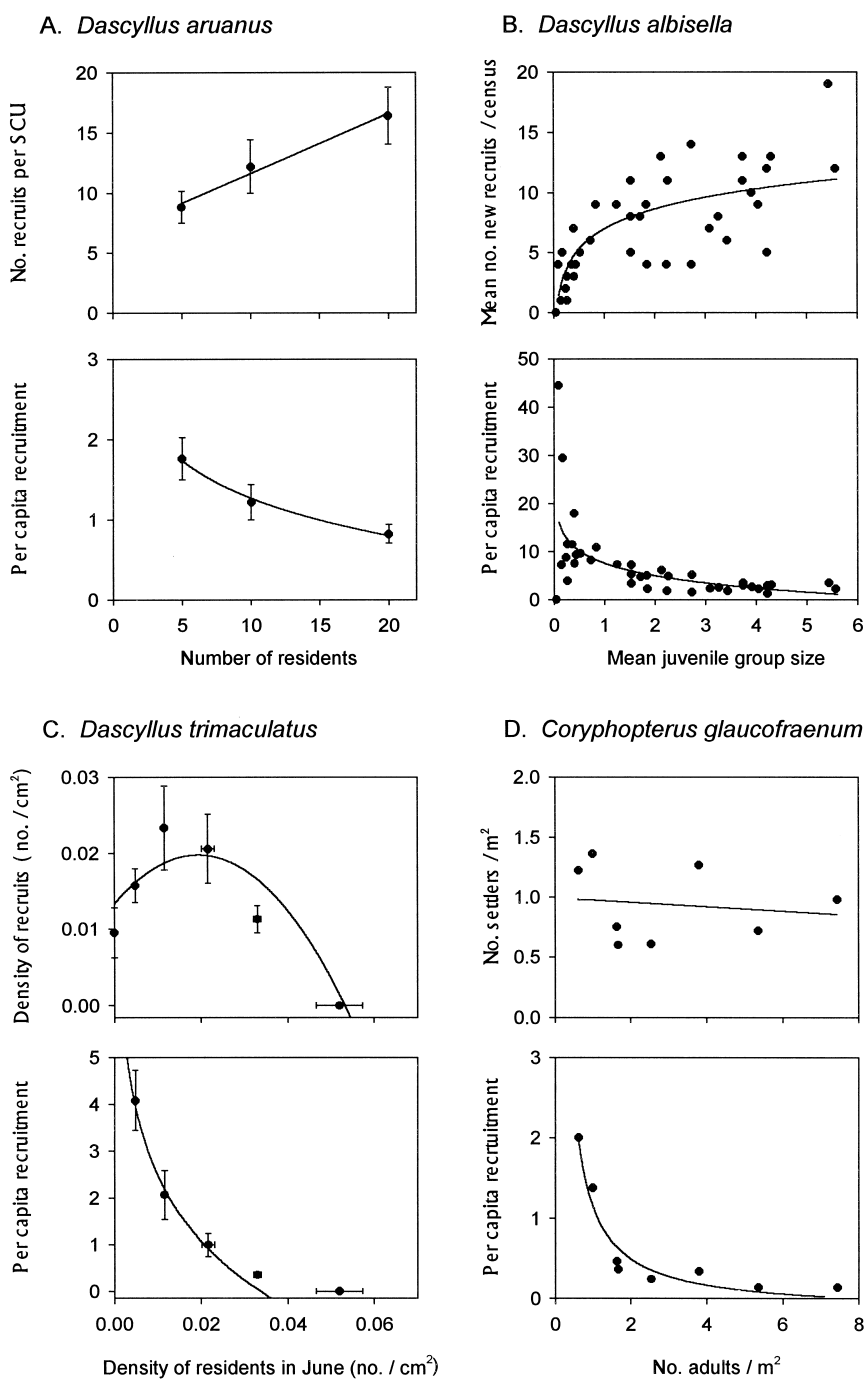 A. Dascyllus aruanus
B. Dascyllus albisella
No. recruits per SCU
20
15
10
5
0
Mean no. new recruits / census
20
15
10
5
0
Per capita recruitment
3
2
1
0
0 5 10 15 20
Number of residents
Per capita recruitment
50
40
30
20
10
0
0 1 2 3 4 5 6
Mean juvenile group size
C. Dascyllus trimaculatus
D. Coryphopterus glaucofraenum
Density of recruits ( no. / cm²)
0.03
0.02
0.01
0.00
No. settlers / m²
2.0
1.5
1.0
0.5
0.0
Per capita recruitment
5
4
3
2
1
0
0.00 0.02 0.04 0.06
Density of residents in June (no. / cm²)
Per capita recruitment
3
2
1
0
0 2 4 6 8
No. adults / m²